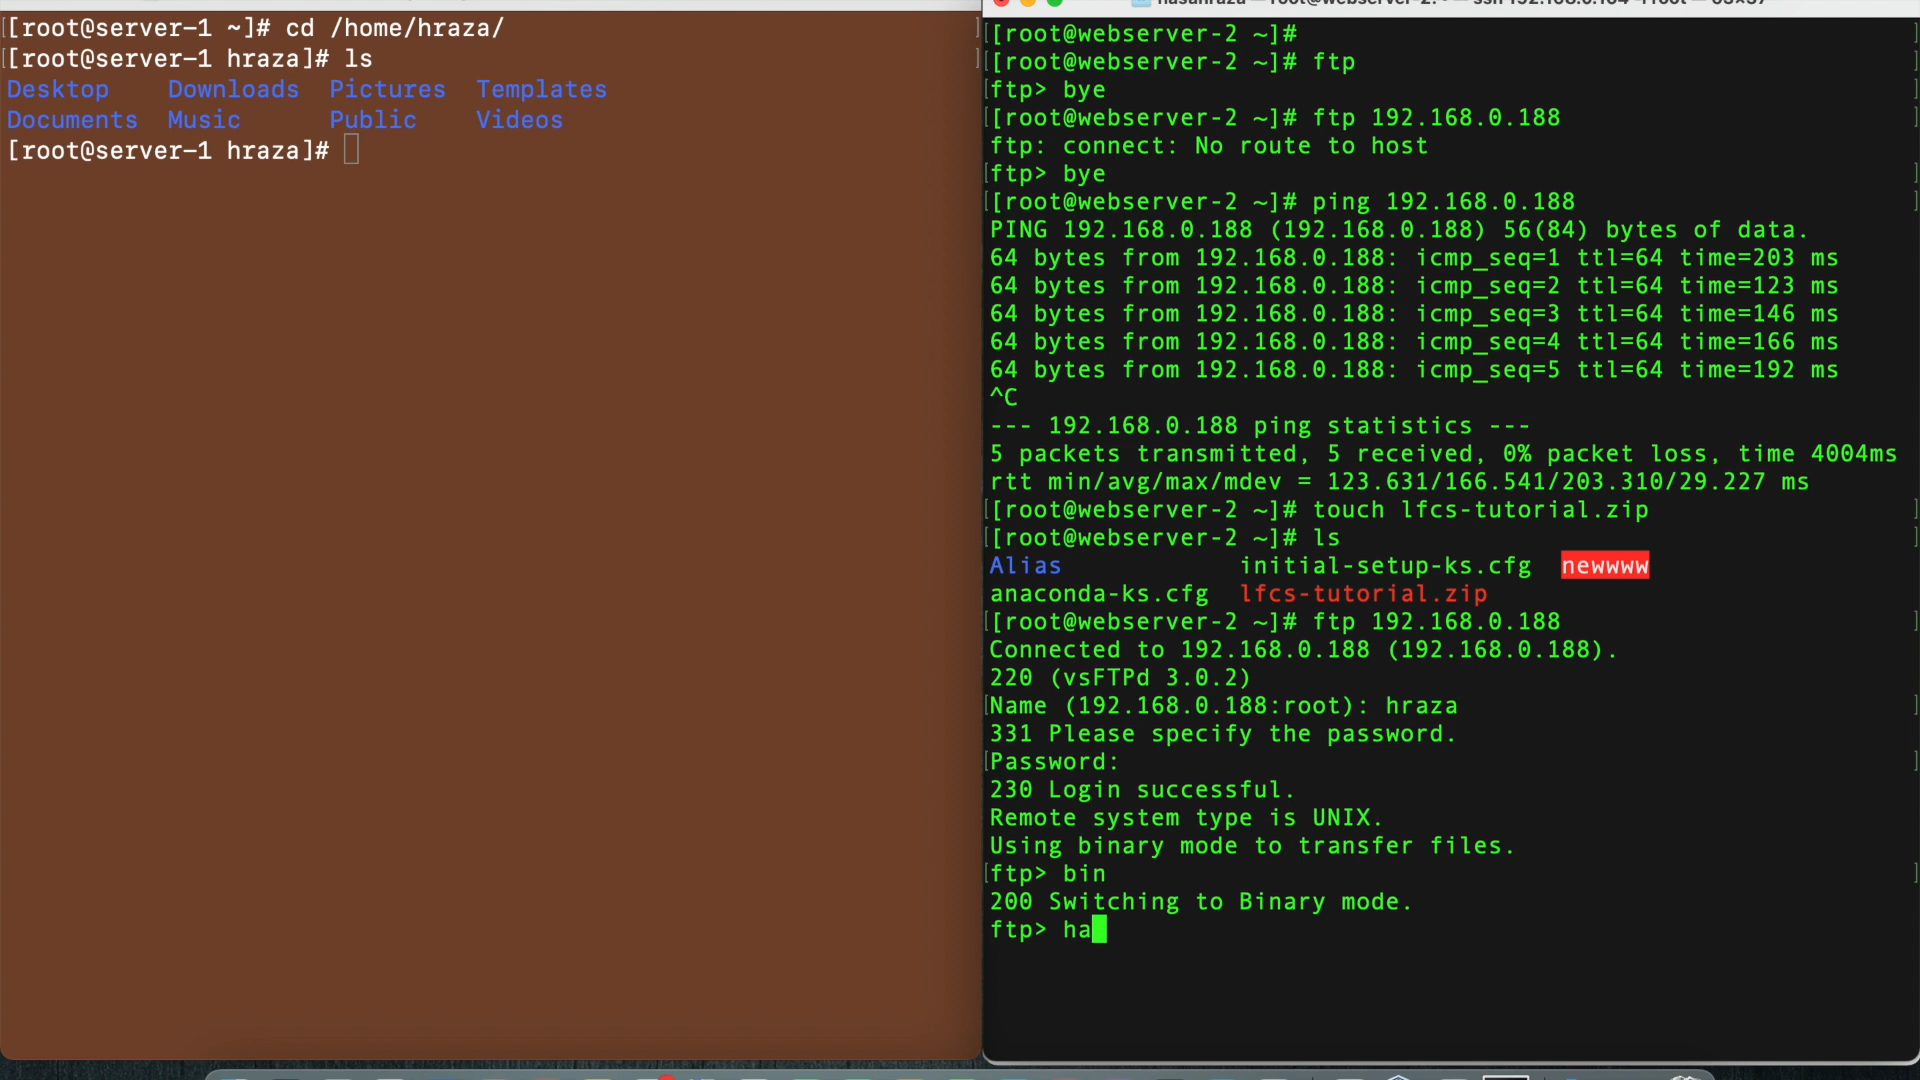 [root@server-1 ~]# cd /home/hraza/
[root@server-1 hraza]# ls
Desktop Downloads Pictures Templates
Documents Music Public Videos
[root@server-1 hraza]#
[root@webserver-2 ~]#
[root@webserver-2 ~]# ftp
ftp> bye
[root@webserver-2 ~]# ftp 192.168.0.188
ftp: connect: No route to host
ftp> bye
[root@webserver-2 ~]# ping 192.168.0.188
PING 192.168.0.188 (192.168.0.188) 56(84) bytes of data.
64 bytes from 192.168.0.188: icmp_seq=1 ttl=64 time=203 ms
64 bytes from 192.168.0.188: icmp_seq=2 ttl=64 time=123 ms
64 bytes from 192.168.0.188: icmp_seq=3 ttl=64 time=146 ms
64 bytes from 192.168.0.188: icmp_seq=4 ttl=64 time=166 ms
64 bytes from 192.168.0.188: icmp_seq=5 ttl=64 time=192 ms
^C
--- 192.168.0.188 ping statistics ---
5 packets transmitted, 5 received, 0% packet loss, time 4004ms
rtt min/avg/max/mdev = 123.631/166.541/203.310/29.227 ms
[root@webserver-2 ~]# touch lfcs-tutorial.zip
[root@webserver-2 ~]# ls
Alias initial-setup-ks.cfg newwww
anaconda-ks.cfg lfcs-tutorial.zip
[root@webserver-2 ~]# ftp 192.168.0.188
Connected to 192.168.0.188 (192.168.0.188).
220 (vsFTPd 3.0.2)
Name (192.168.0.188:root): hraza
331 Please specify the password.
Password:
230 Login successful.
Remote system type is UNIX.
Using binary mode to transfer files.
ftp> bin
200 Switching to Binary mode.
ftp> ha